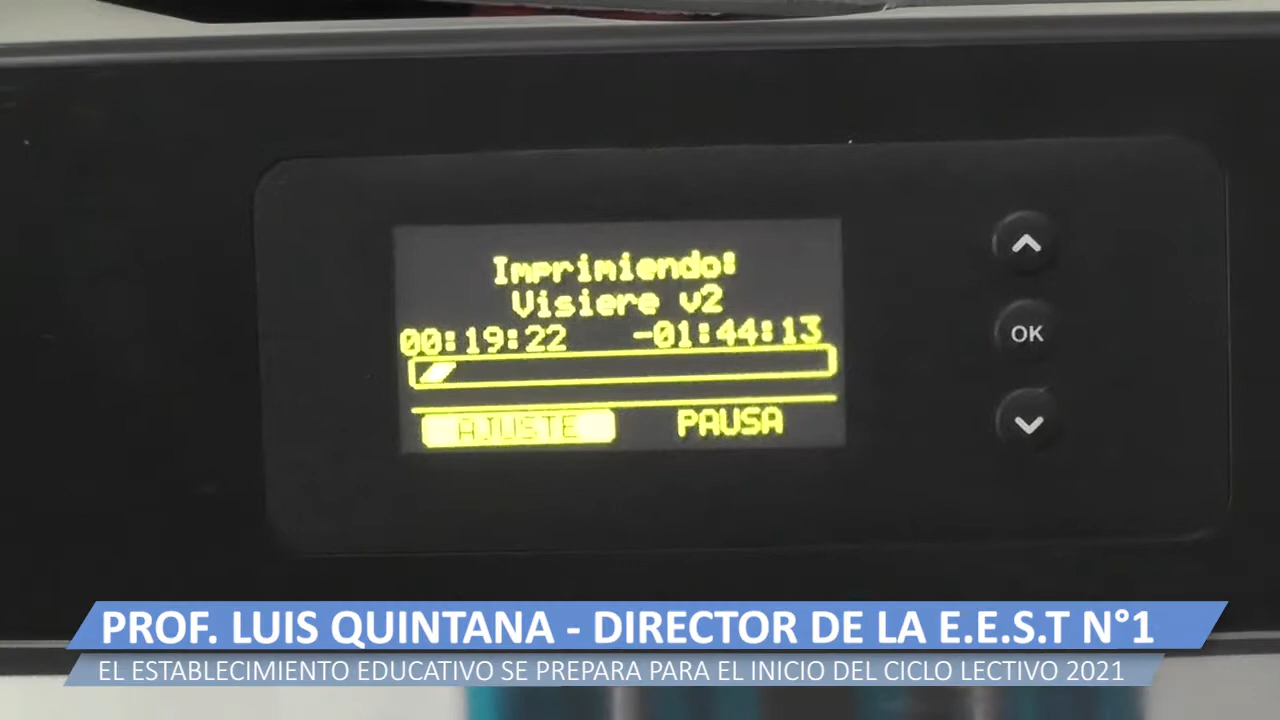 Imprimiendo:
Visiere v2
00:19:22 -01:44:13
AJUSTE PAUSA
OK
PROF. LUIS QUINTANA - DIRECTOR DE LA E.E.S.T N°1
EL ESTABLECIMIENTO EDUCATIVO SE PREPARA PARA EL INICIO DEL CICLO LECTIVO 2021